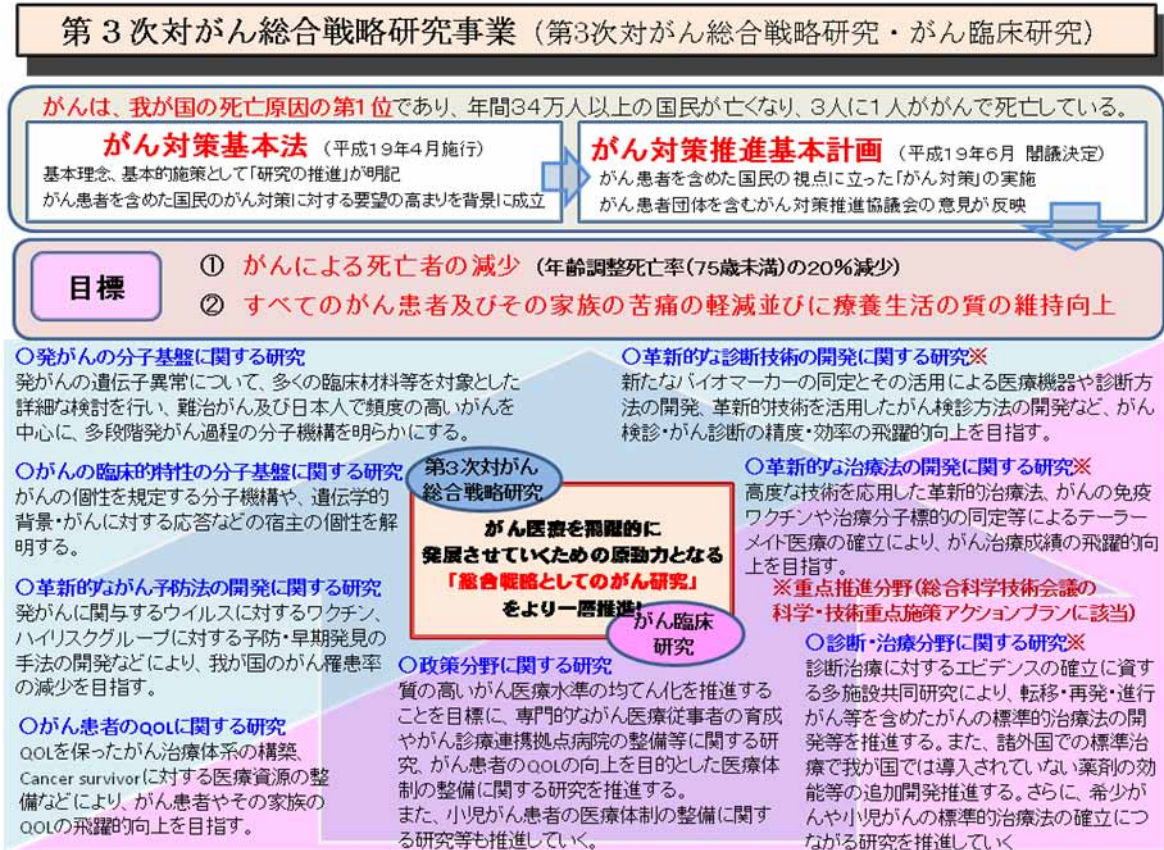 第3次対がん総合戦略研究事業（第3次対がん総合戦略研究・がん臨床研究）
がんは、我が国の死亡原因の第1位であり、年間34万人以上の国民が亡くなり、3人に1人ががんで死亡している。
がん対策基本法（平成19年4月施行）
基本理念、基本的施策として「研究の推進」が明記
がん患者を含めた国民のがん対策に対する要望の高まりを背景に成立
がん対策推進基本計画（平成19年6月 閣議決定）
がん患者を含めた国民の視点に立った「がん対策」の実施
がん患者団体を含むがん対策推進協議会の意見が反映
目標
① がんによる死亡者の減少（年齢調整死亡率(75歳未満)の20％減少）
② すべてのがん患者及びその家族の苦痛の軽減並びに療養生活の質の維持向上
○発がんの分子基盤に関する研究
発がんの遺伝子異常について、多くの臨床材料等を対象とした
詳細な検討を行い、難治がん及び日本人で頻度の高いがんを
中心に、多段階発がん過程の分子機構を明らかにする。
○がんの臨床的特性の分子基盤に関する研究
がんの個性を規定する分子機構や、遺伝学的
背景・がんに対する応答などの宿主の個性を解
明する。
○革新的ながん予防法の開発に関する研究
発がんに関与するウイルスに対するワクチン、
ハイリスクグループに対する予防・早期発見の
手法の開発などにより、我が国のがん罹患率
の減少を目指す。
○がん患者のQOLに関する研究
QOLを保ったがん治療体系の構築、
Cancer survivorに対する医療資源の整
備などにより、がん患者やその家族の
QOLの飛躍的向上を目指す。
第3次対がん
総合戦略研究
がん医療を飛躍的に
発展させていくための原動力となる
「総合戦略としてのがん研究」
をより一層推進!
がん臨床
研究
○政策分野に関する研究
質の高いがん医療水準の均てん化を推進する
ことを目標に、専門的ながん医療従事者の育成
やがん診療連携拠点病院の整備等に関する研
究、がん患者のQOLの向上を目的とした医療体
制の整備に関する研究を推進する。
また、小児がん患者の医療体制の整備に関す
る研究等も推進していく。
○革新的な診断技術の開発に関する研究※
新たなバイオマーカーの同定とその活用による医療機器や診断方
法の開発、革新的技術を活用したがん検診方法の開発など、がん
検診・がん診断の精度・効率の飛躍的向上を目指す。
○革新的な治療法の開発に関する研究※
高度な技術を応用した革新的治療法、がんの免疫
ワクチンや治療分子標的の同定等によるテーラー
メイド医療の確立により、がん治療成績の飛躍的向
上を目指す。
※重点推進分野(総合科学技術会議の
科学・技術重点施策アクションプランに該当)
○診断・治療分野に関する研究※
診断治療に対するエビデンスの確立に資す
る多施設共同研究により、転移・再発・進行
がん等を含めたがんの標準的治療法の開
発等を推進する。また、諸外国での標準治
療で我が国では導入されていない薬剤の効
能等の追加開発推進する。さらに、希少が
んや小児がんの標準的治療法の確立につ
ながる研究を推進していく